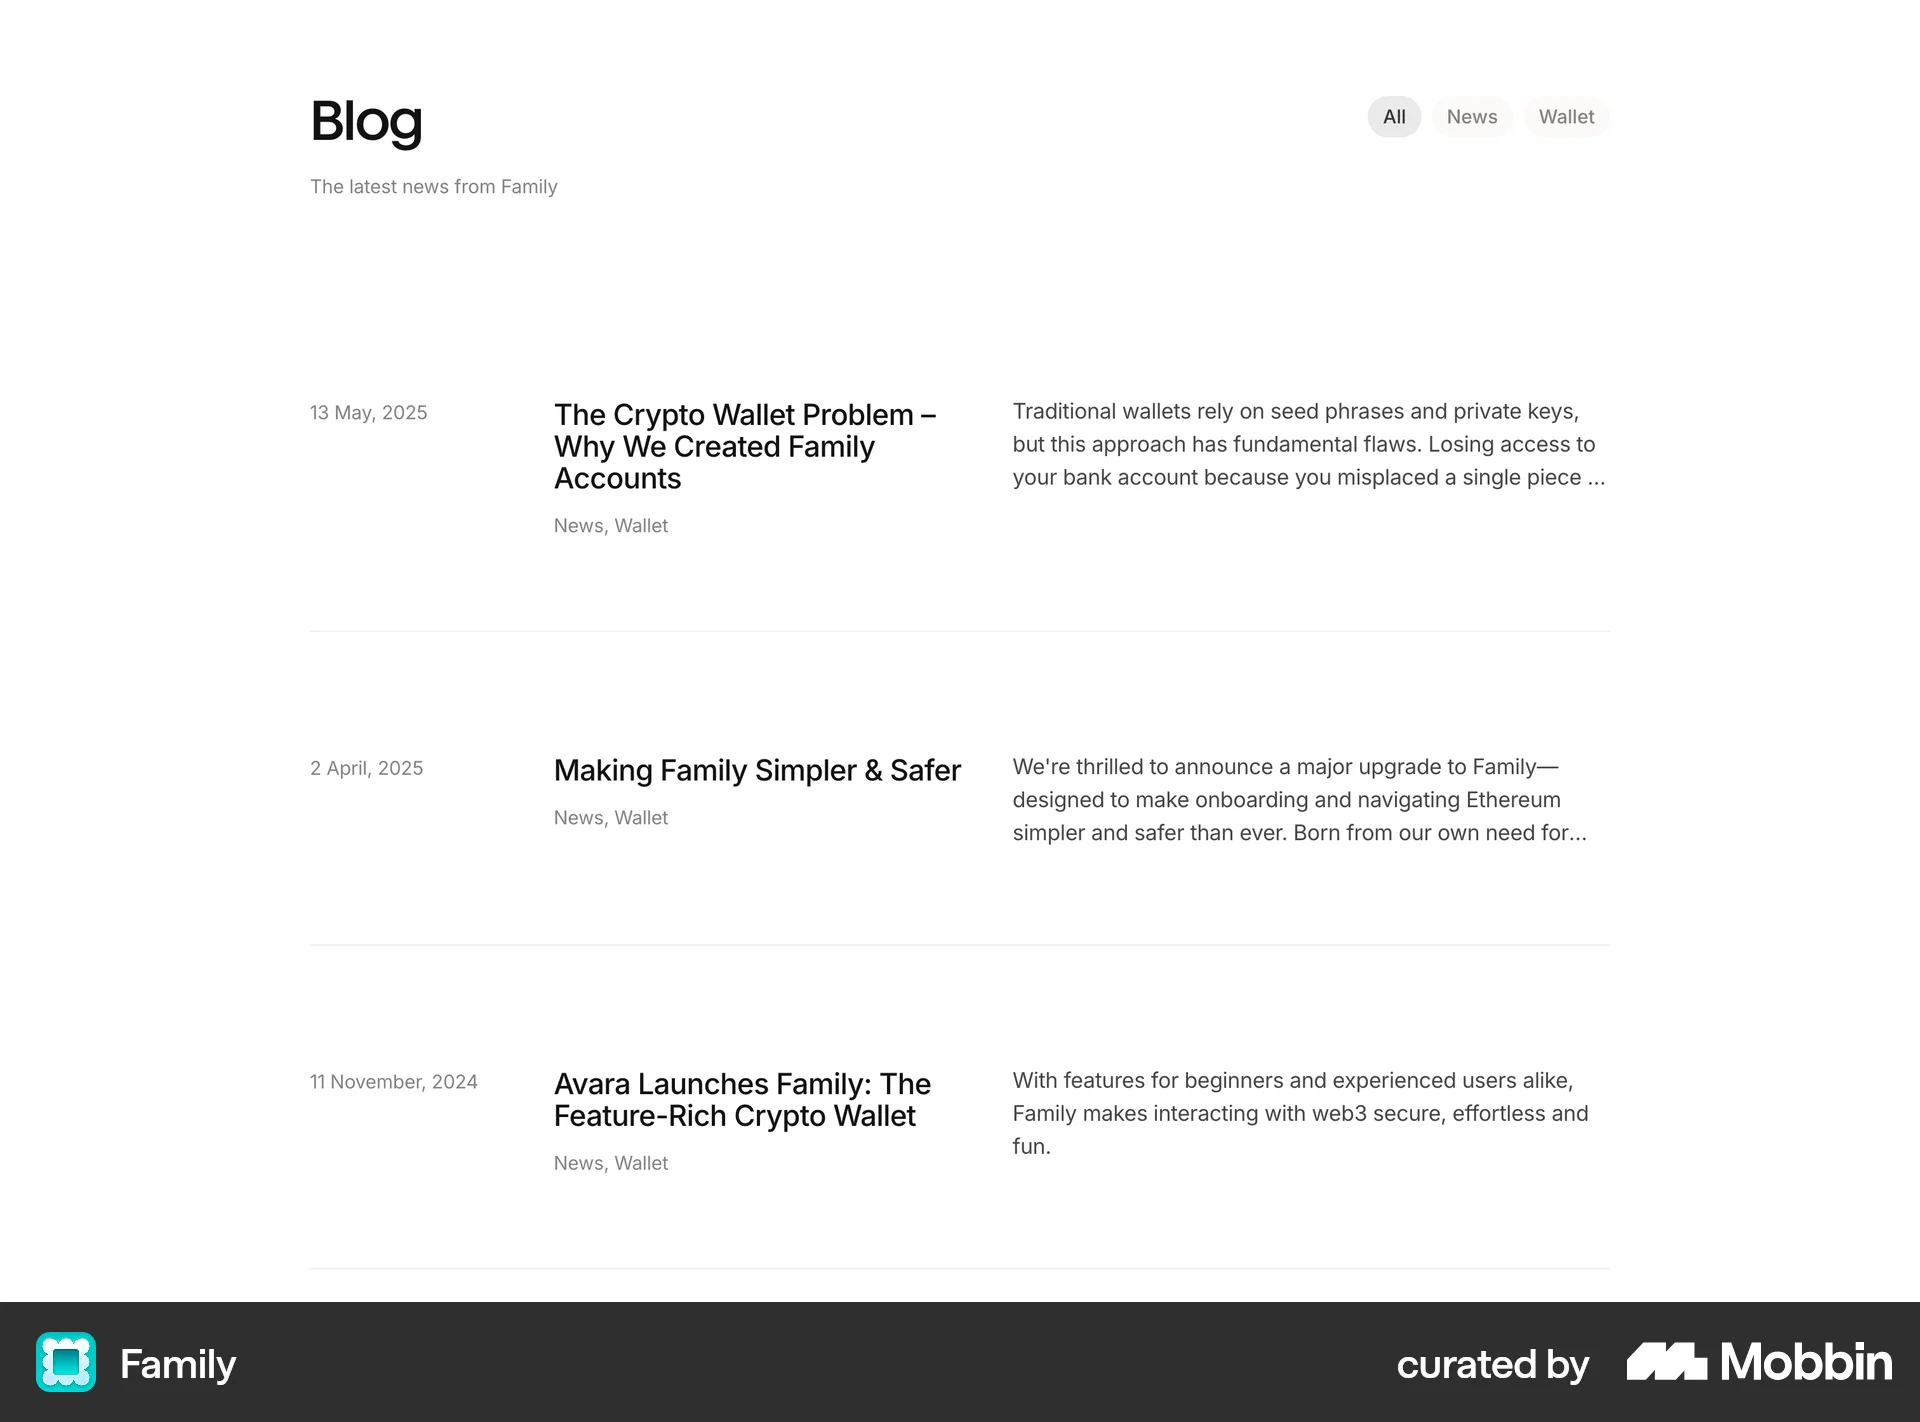 Blog
All
News
Wallet
The latest news from Family
13 May, 2025
The Crypto Wallet Problem –
Why We Created Family
Accounts
News, Wallet
Traditional wallets rely on seed phrases and private keys,
but this approach has fundamental flaws. Losing access to
your bank account because you misplaced a single piece ...
2 April, 2025
Making Family Simpler & Safer
News, Wallet
We're thrilled to announce a major upgrade to Family—
designed to make onboarding and navigating Ethereum
simpler and safer than ever. Born from our own need for...
11 November, 2024
Avara Launches Family: The
Feature-Rich Crypto Wallet
News, Wallet
With features for beginners and experienced users alike,
Family makes interacting with web3 secure, effortless and
fun.
Family
curated by
Mobbin